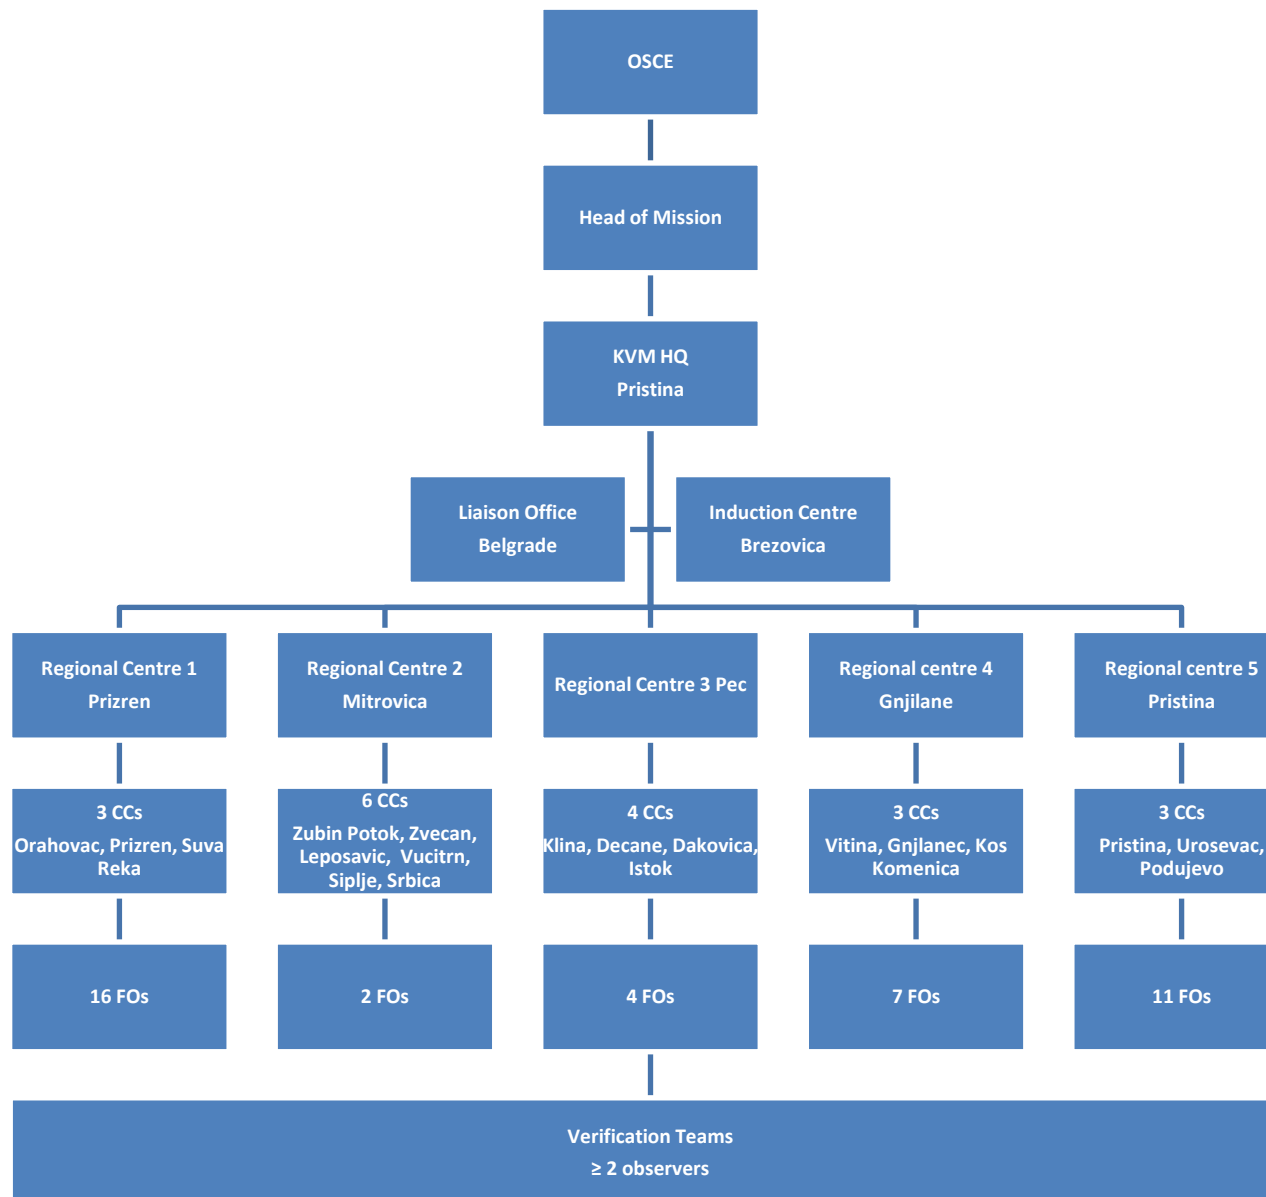 OSCE
Head of Mission
KVM HQ
Pristina
Liaison Office
Belgrade
Induction Centre
Brezovica
Regional Centre 1
Prizren
Regional Centre 2
Mitrovica
Regional Centre 3 Pec
Regional centre 4
Gnjilane
Regional centre 5
Pristina
3 CCs
Orahovac, Prizren, Suva
Reka
6 CCs
Zubin Potok, Zvecan,
Leposavic, Vucitrn,
Siplje, Srbica
4 CCs
Klina, Decane, Dakovica,
Istok
3 CCs
Vitina, Gnjlanec, Kos
Komenica
3 CCs
Pristina, Urosevac,
Podujevo
16 FOs
2 FOs
4 FOs
7 FOs
11 FOs
Verification Teams
≥ 2 observers